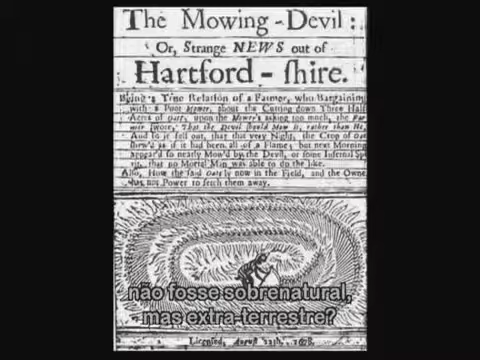 The Mowing-Devil:
Or, Strange NEWS out of
Hartford-shire.
Being a True Relation of a Farmer, who Bargaining
with a Poor Mower, about the Cutting down Three Half
Acres of Oats, upon the Mower's asking too much, the Far-
mer swore, That the Devil should Mow it, rather than He.
And so it fell out, that that very Night, the Crop of Oat
shew'd as if it had been all of a Flame; but next Morning
appear'd so neatly Mow'd by the Devil, or some Infernal Spi-
rit, that no Mortal Man was able to do the like.
Also, How the said Oats ly now in the Field, and the Owner
has not Power to fetch them away.
não fosse sobrenatural,
mas extra-terrestre?
Licensed, August 22th, 1678.